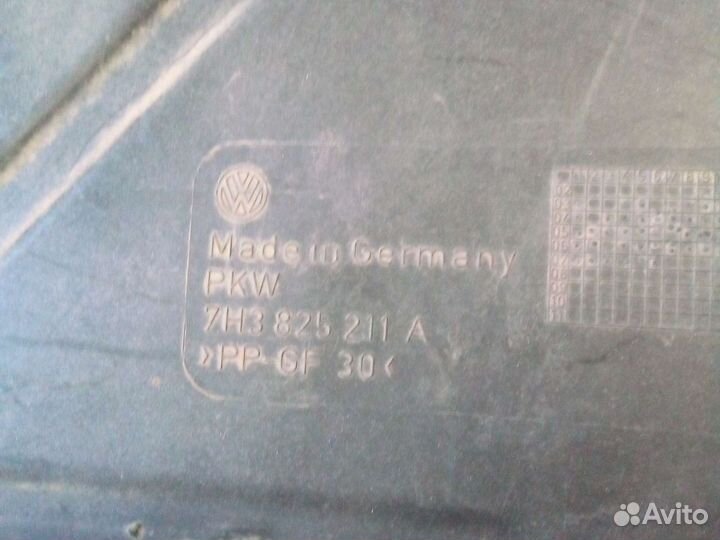 Made in Germany
PKW
7H3 825 211 A
>PP-GF 30<
Avito